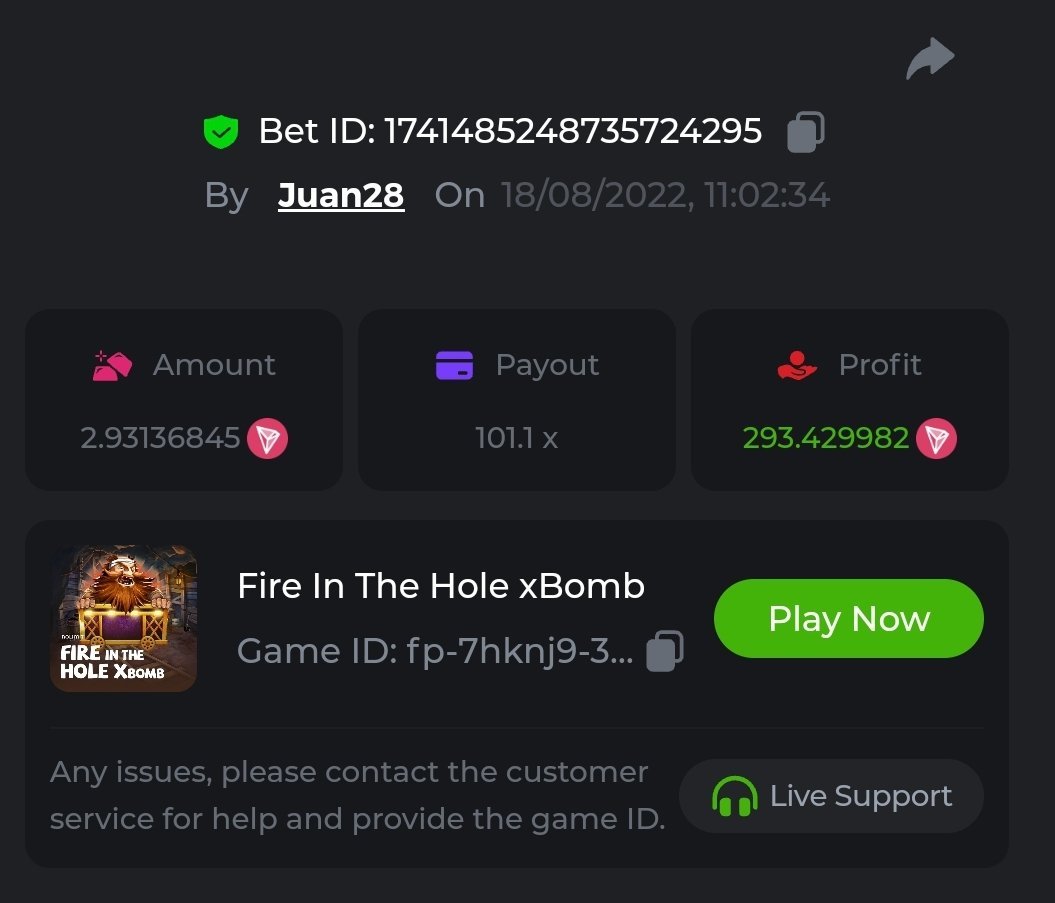 Bet ID: 1741485248735724295
By Juan28 On 18/08/2022, 11:02:34
Amount
2.93136845
Payout
101.1 x
Profit
293.429982
FIRE IN THE
HOLE XBOMB
Fire In The Hole xBomb
Game ID: fp-7hknj9-3...
Play Now
Any issues, please contact the customer
service for help and provide the game ID.
Live Support